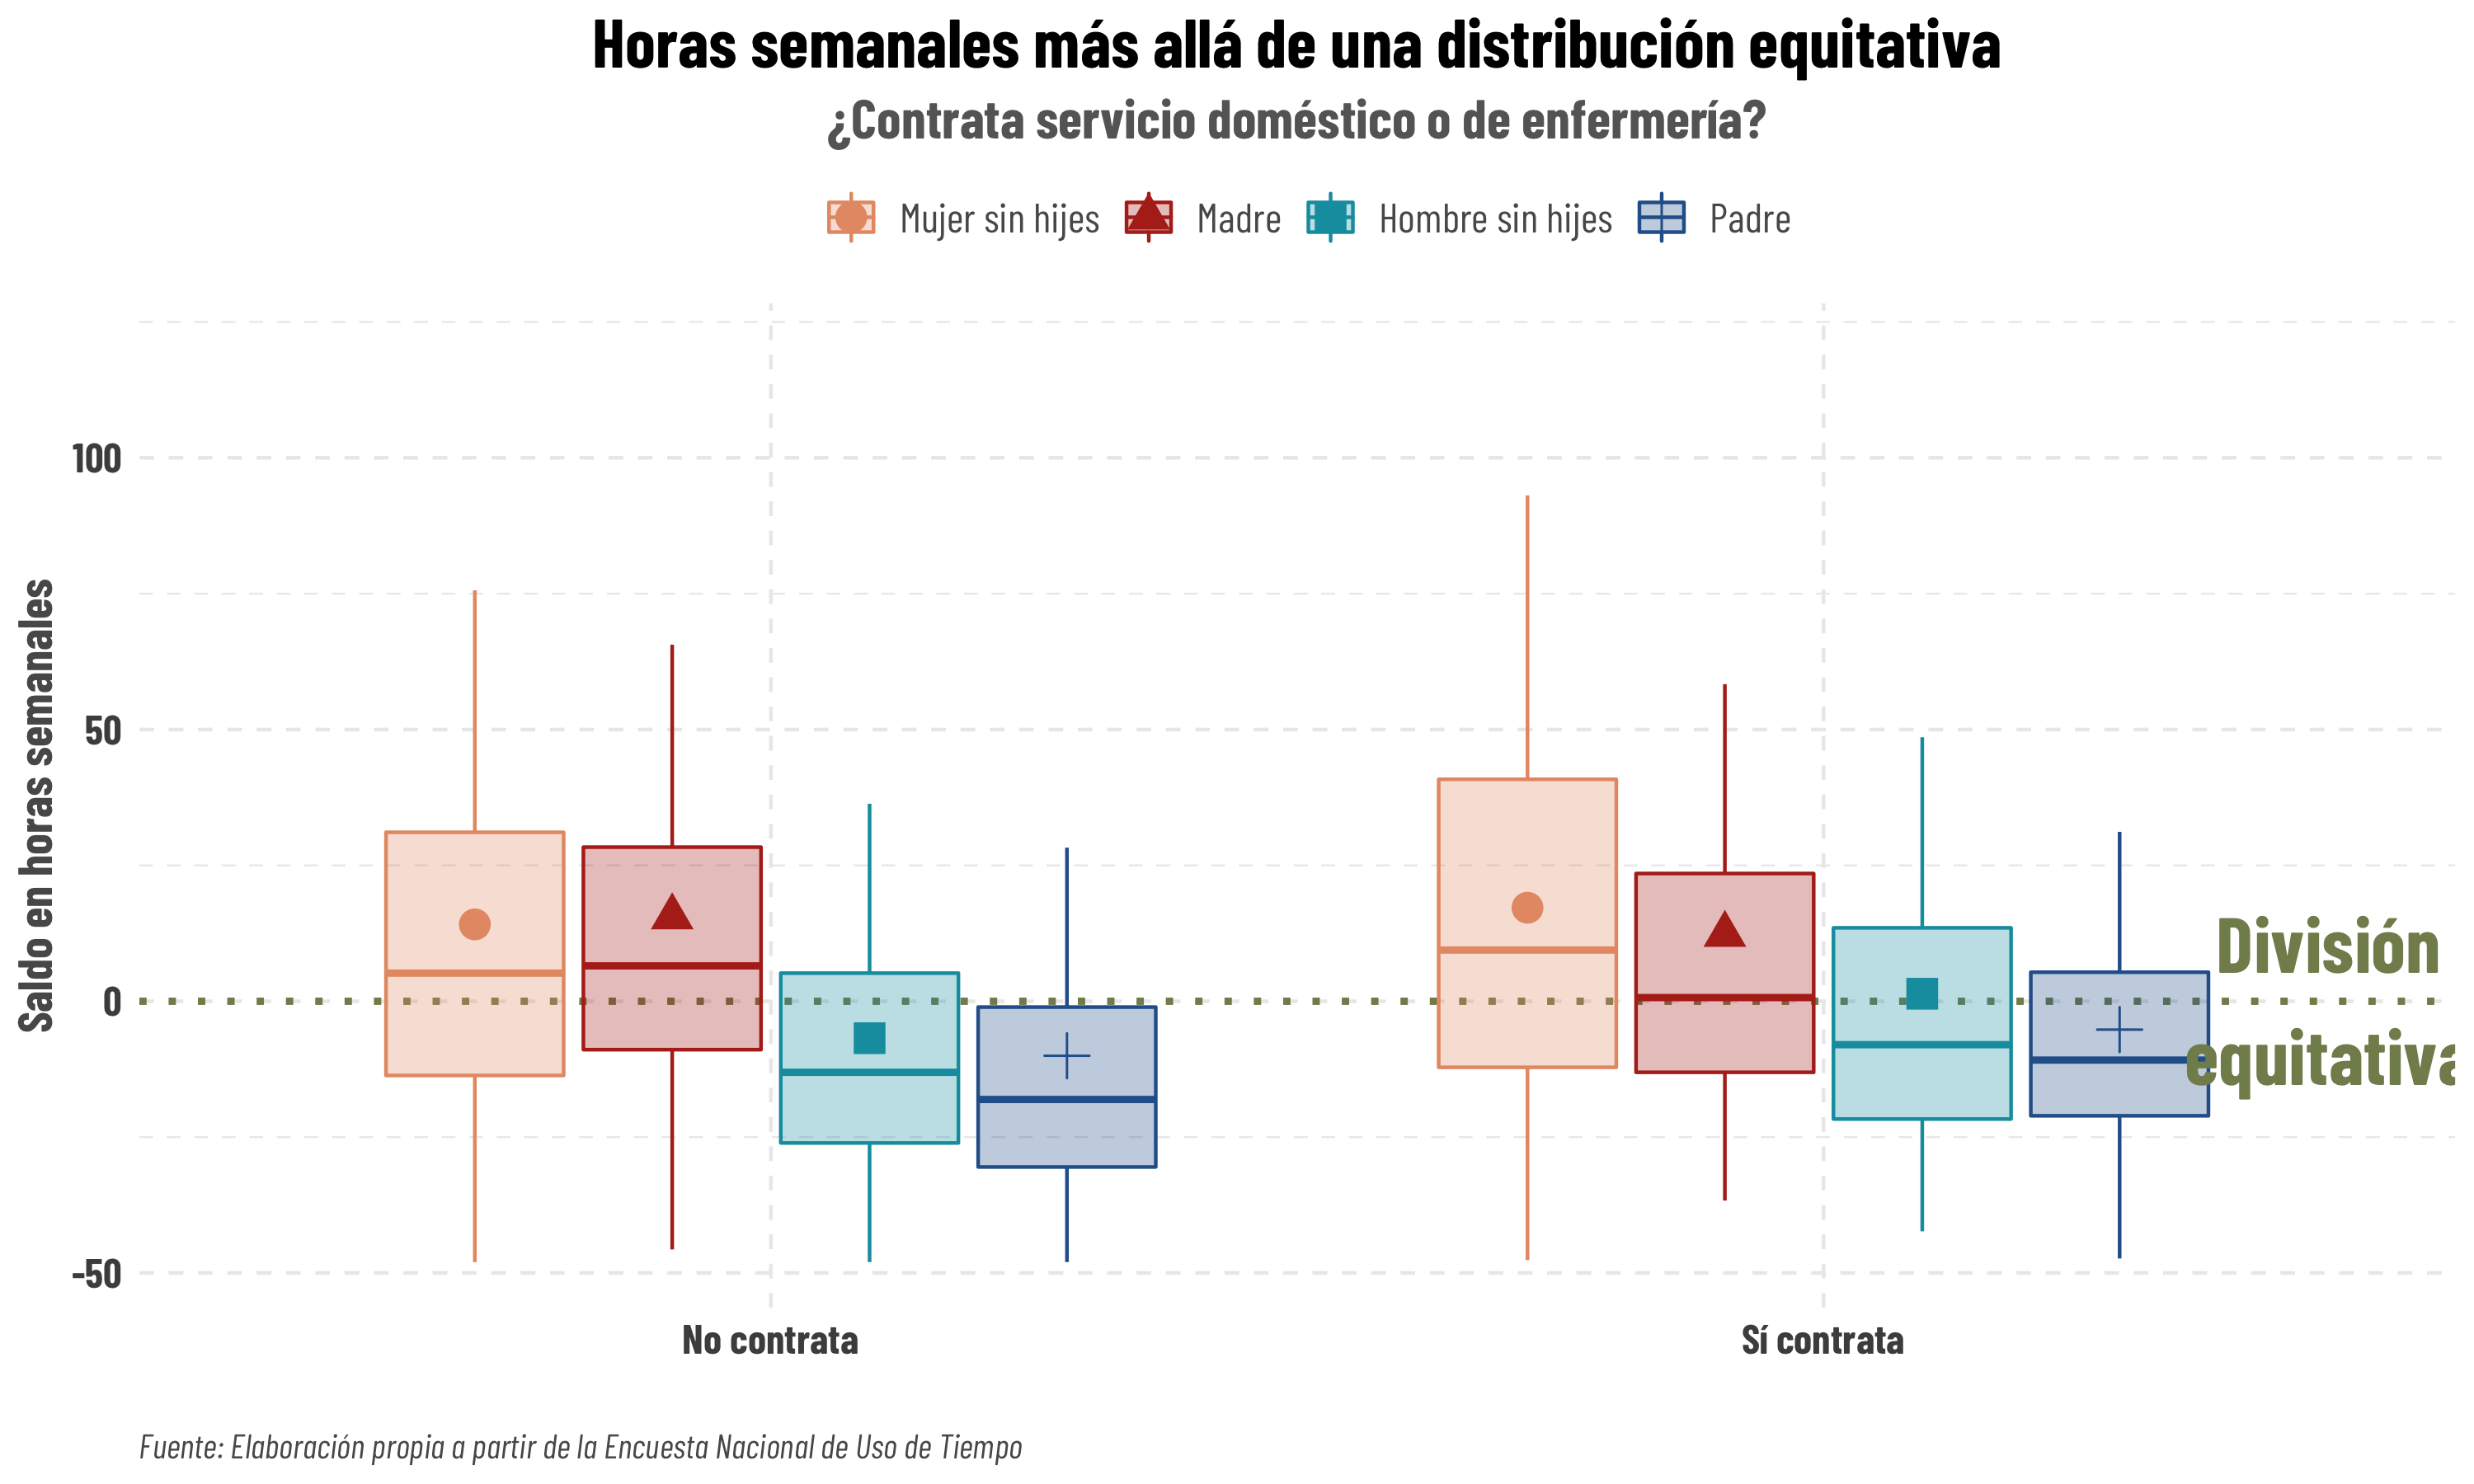 Horas semanales más allá de una distribución equitativa
¿Contrata servicio doméstico o de enfermería?
Mujer sin hijes Madre Hombre sin hijes Padre
Saldo en horas semanales
100
50
0
-50
División
equitativa
No contrata Sí contrata
Fuente: Elaboración propia a partir de la Encuesta Nacional de Uso de Tiempo